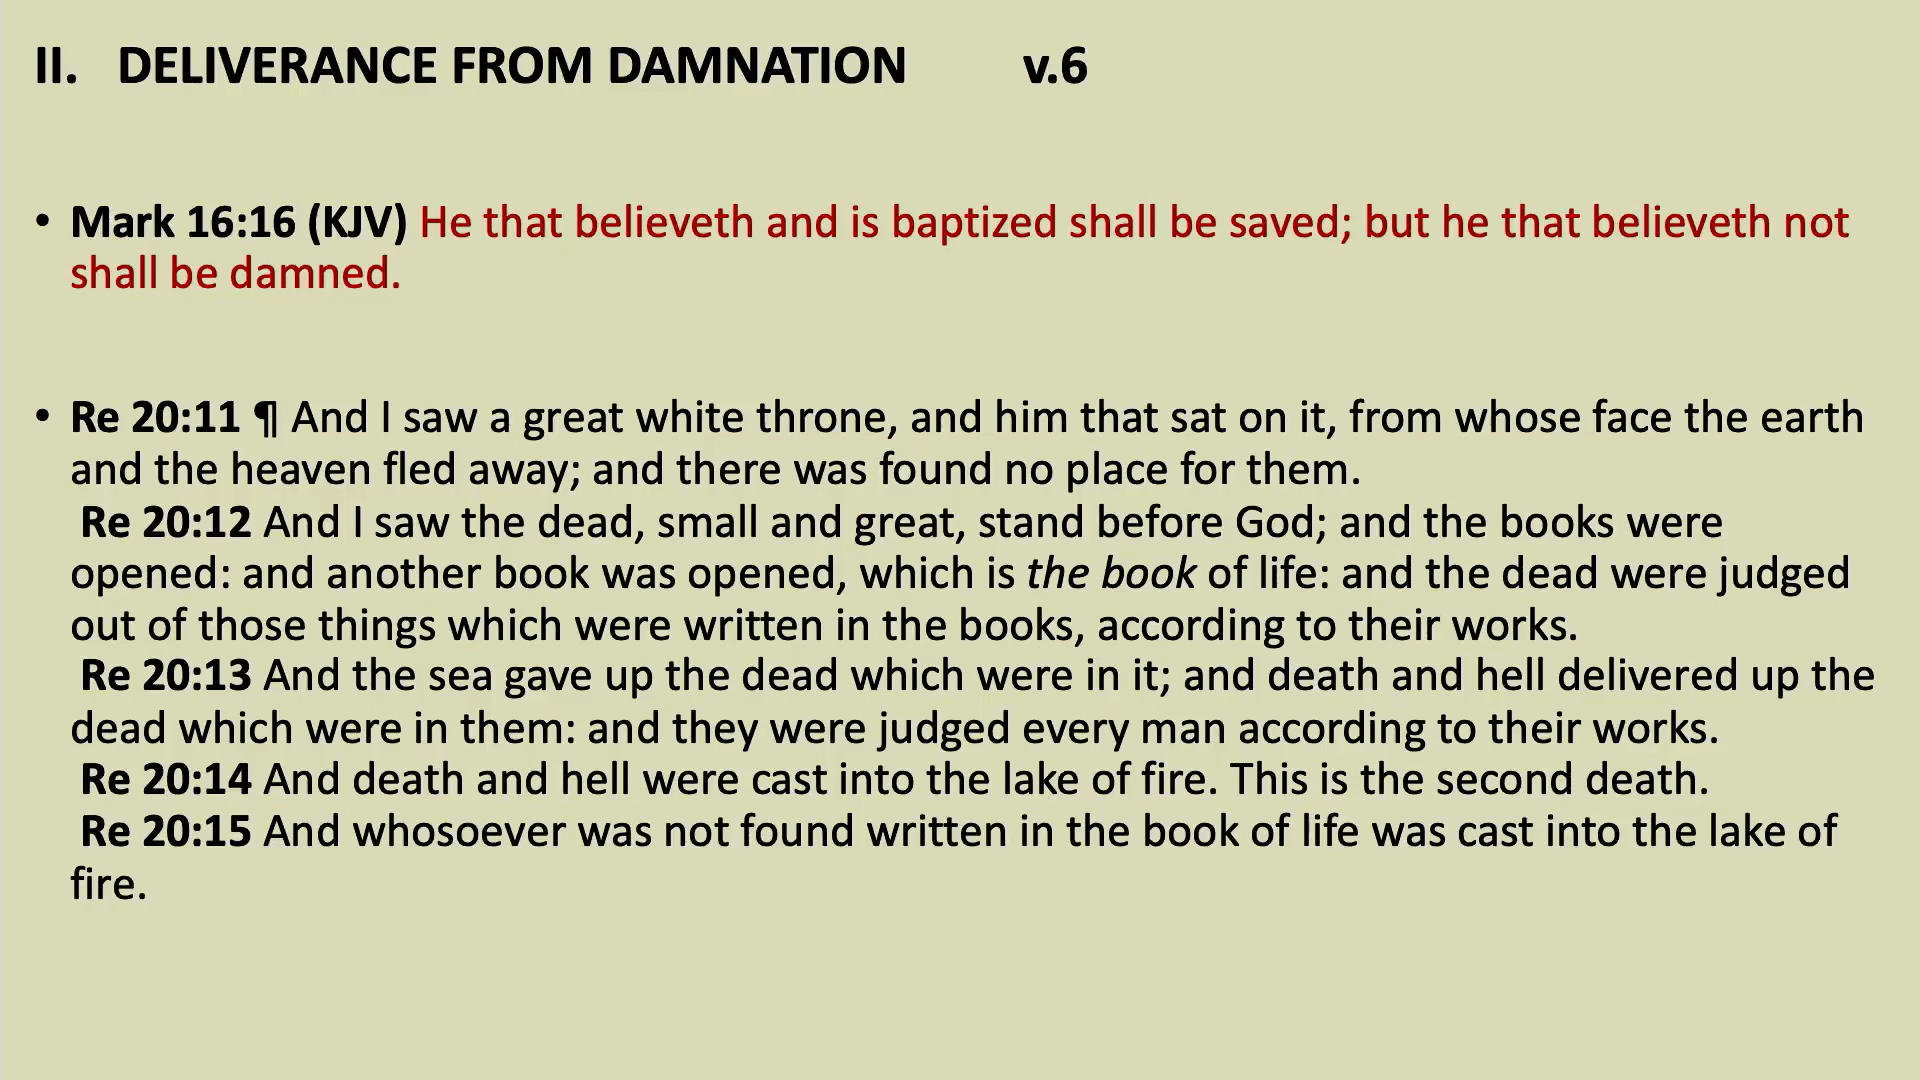 II. DELIVERANCE FROM DAMNATION v.6
• Mark 16:16 (KJV) He that believeth and is baptized shall be saved; but he that believeth not
shall be damned.
• Re 20:11 ¶ And I saw a great white throne, and him that sat on it, from whose face the earth
and the heaven fled away; and there was found no place for them.
Re 20:12 And I saw the dead, small and great, stand before God; and the books were
opened: and another book was opened, which is the book of life: and the dead were judged
out of those things which were written in the books, according to their works.
Re 20:13 And the sea gave up the dead which were in it; and death and hell delivered up the
dead which were in them: and they were judged every man according to their works.
Re 20:14 And death and hell were cast into the lake of fire. This is the second death.
Re 20:15 And whosoever was not found written in the book of life was cast into the lake of
fire.